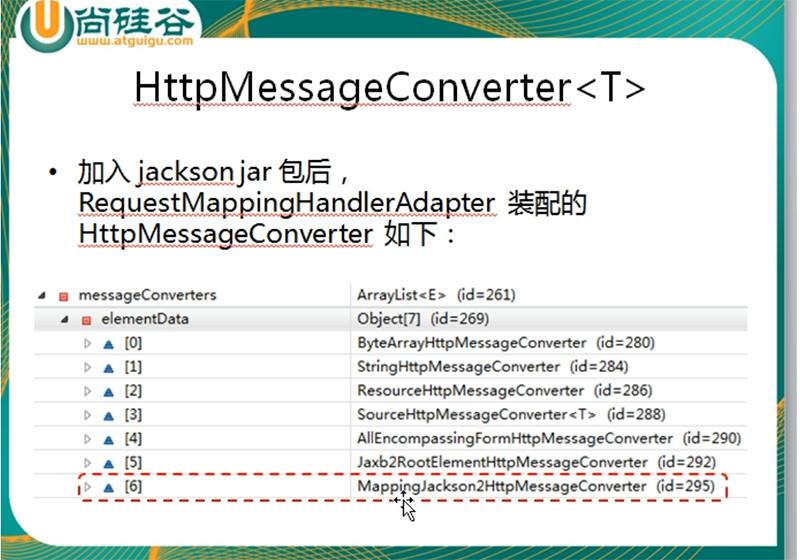 尚硅谷
www.atguigu.com
HttpMessageConverter<T>
• 加入 jackson jar 包后，
RequestMappingHandlerAdapter 装配的
HttpMessageConverter 如下：
messageConverters ArrayList<E> (id=261)
elementData Object[7] (id=269)
[0] ByteArrayHttpMessageConverter (id=280)
[1] StringHttpMessageConverter (id=284)
[2] ResourceHttpMessageConverter (id=286)
[3] SourceHttpMessageConverter<T> (id=288)
[4] AllEncompassingFormHttpMessageConverter (id=290)
[5] Jaxb2RootElementHttpMessageConverter (id=292)
[6] MappingJackson2HttpMessageConverter (id=295)